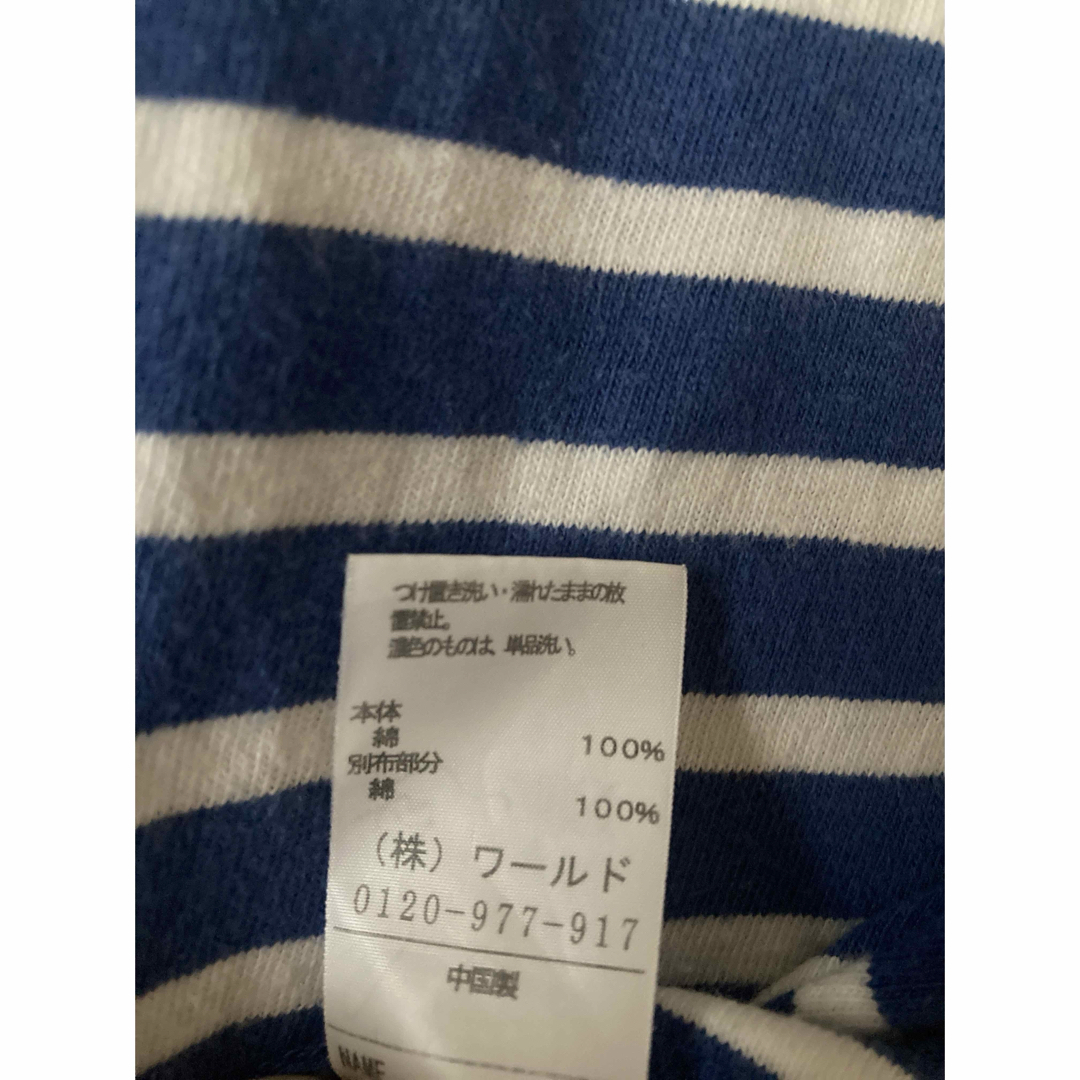 つけ置き洗い・濡れたままの放
置禁止。
濃色のものは、単品洗い。
本体
綿 100%
別布部分
綿 100%
（株）ワールド
0120-977-917
中国製
NAME